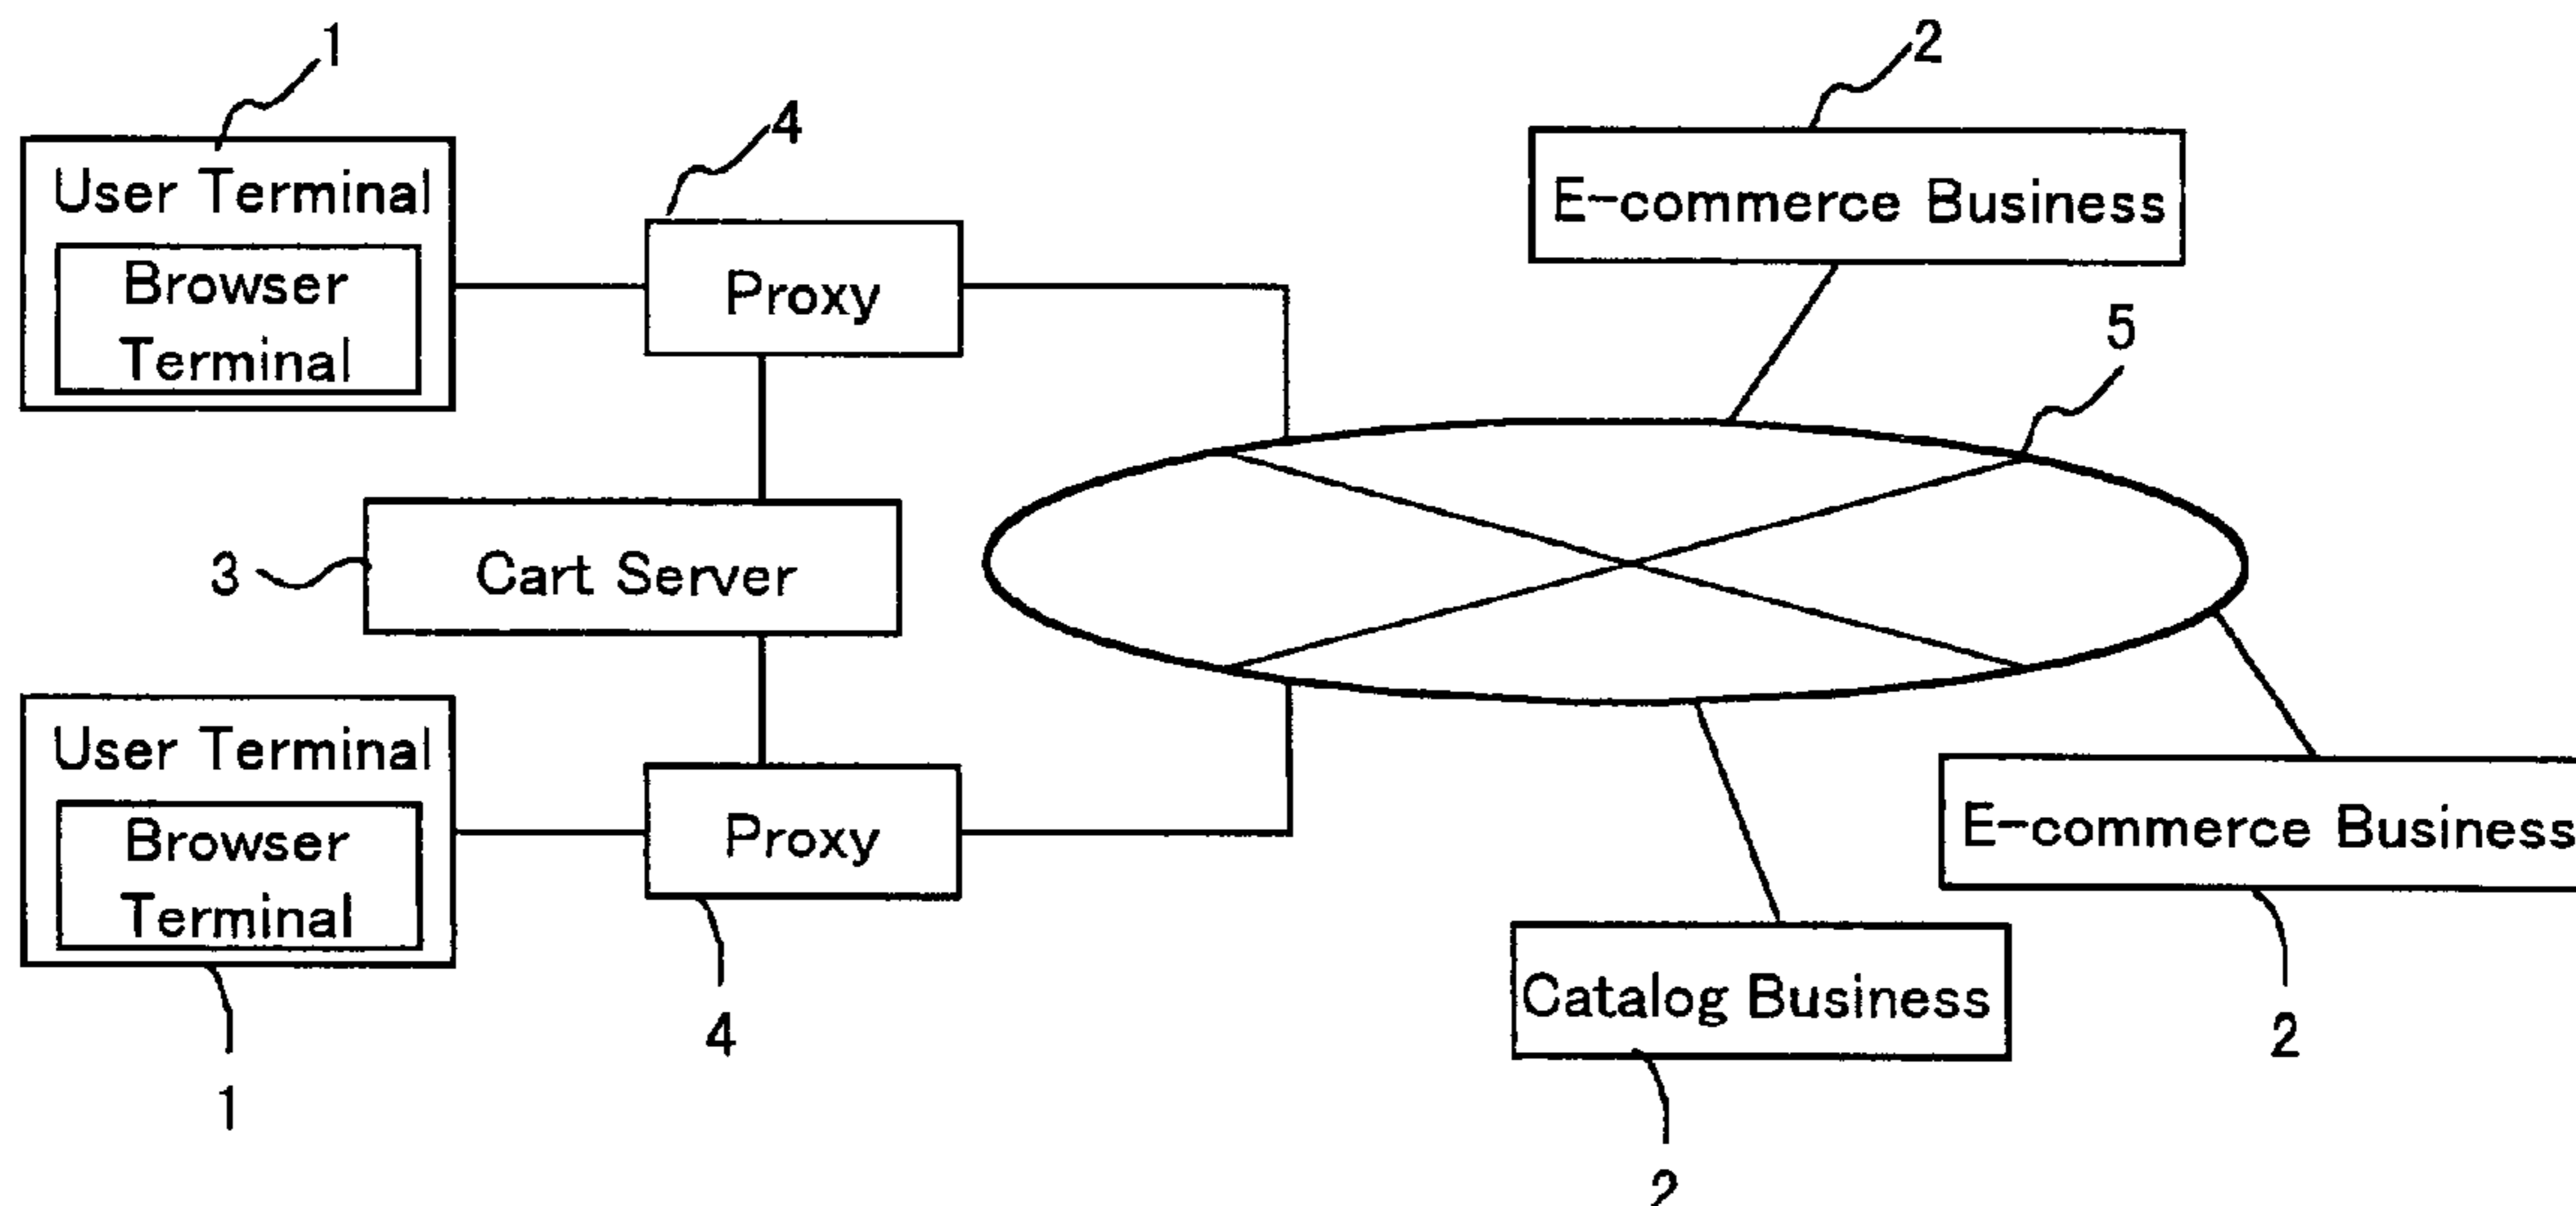 1
2
4
User Terminal
E-commerce Business
Browser
Terminal
Proxy
5
3
Cart Server
User Terminal
Browser
Terminal
Proxy
E-commerce Business
Catalog Business
4
2
1
2